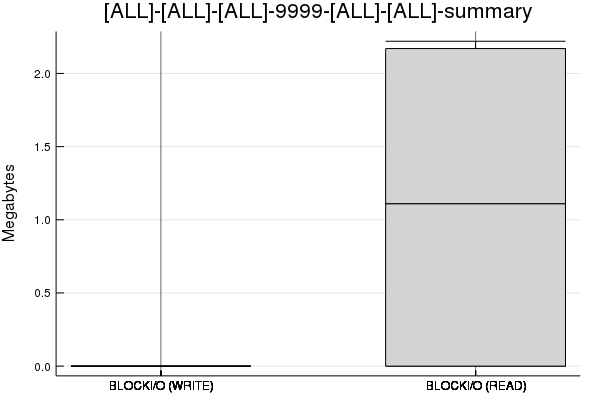 [ALL]-[ALL]-[ALL]-9999-[ALL]-[ALL]-summary
Megabytes
2.0
1.5
1.0
0.5
0.0
BLOCKI/O (WRITE)
BLOCKI/O (READ)